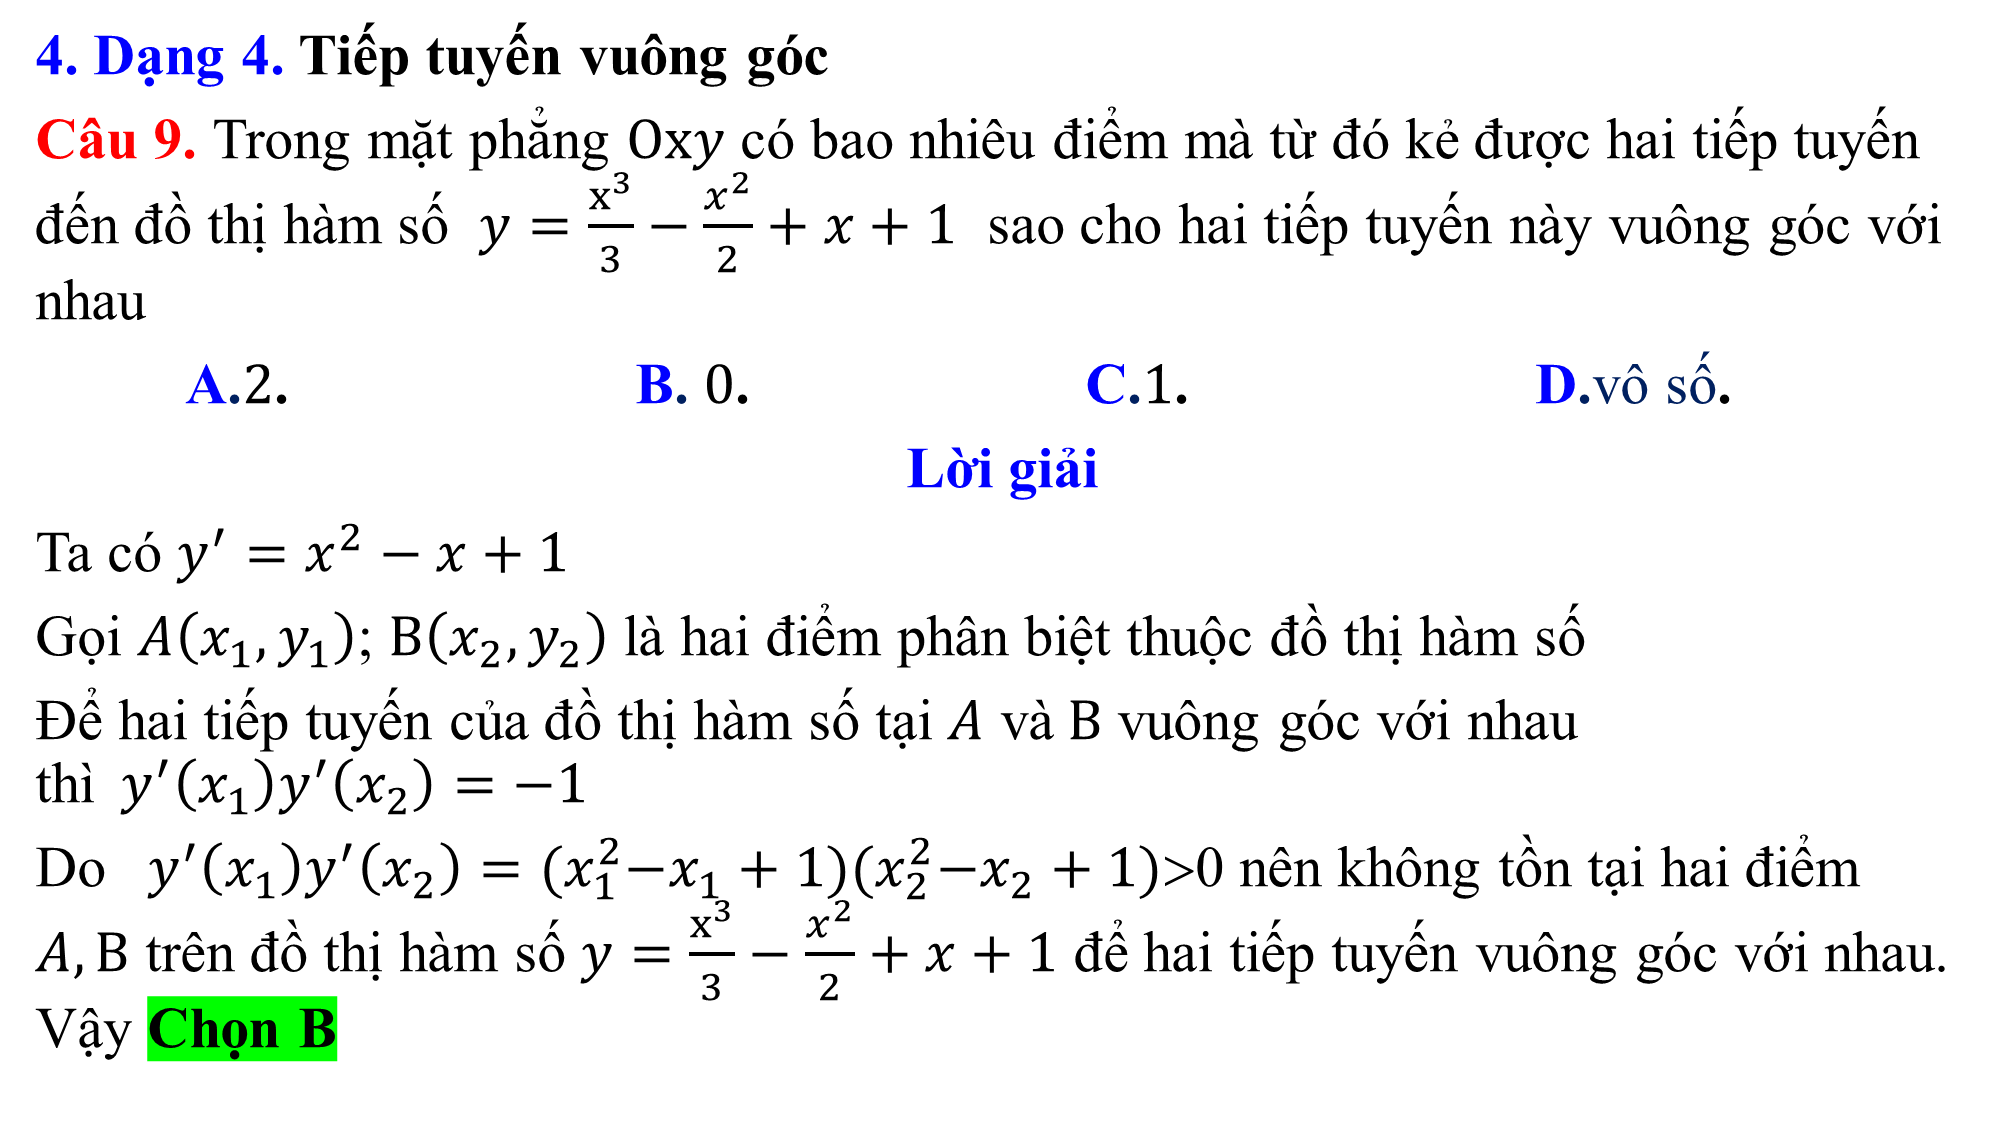 4. Dạng 4. Tiếp tuyến vuông góc
Câu 9. Trong mặt phẳng Oxy có bao nhiêu điểm mà từ đó kẻ được hai tiếp tuyến
đến đồ thị hàm số y = x³/3 − x²/2 + x + 1 sao cho hai tiếp tuyến này vuông góc với
nhau
A.2. B. 0. C.1. D.vô số.
Lời giải
Ta có y′ = x² − x + 1
Gọi A(x₁, y₁); B(x₂, y₂) là hai điểm phân biệt thuộc đồ thị hàm số
Để hai tiếp tuyến của đồ thị hàm số tại A và B vuông góc với nhau
thì y′(x₁)y′(x₂) = −1
Do y′(x₁)y′(x₂) = (x₁²−x₁ + 1)(x₂²−x₂ + 1)>0 nên không tồn tại hai điểm
A, B trên đồ thị hàm số y = x³/3 − x²/2 + x + 1 để hai tiếp tuyến vuông góc với nhau.
Vậy Chọn B